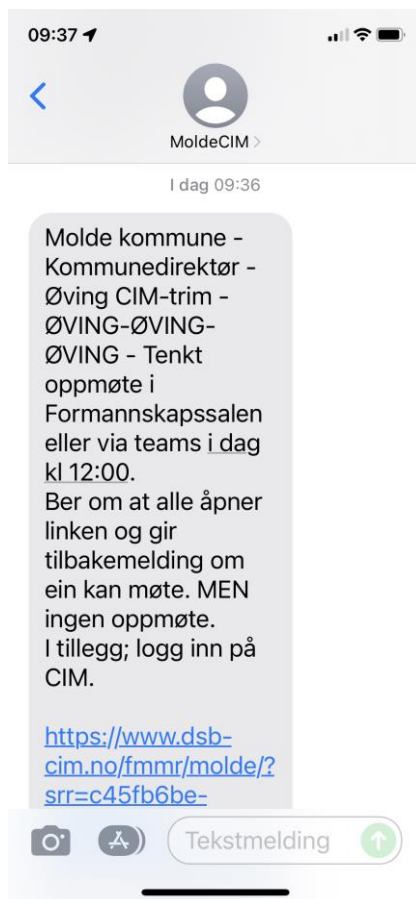 09:37
MoldeCIM
I dag 09:36
Molde kommune -
Kommunedirektør -
Øving CIM-trim -
ØVING-ØVING-
ØVING - Tenkt
oppmøte i
Formannskapssalen
eller via teams i dag
kl 12:00.
Ber om at alle åpner
linken og gir
tilbakemelding om
ein kan møte. MEN
ingen oppmøte.
I tillegg; logg inn på
CIM.
https://www.dsb-
cim.no/fmmr/molde/?
srr=c45fb6be-
Tekstmelding